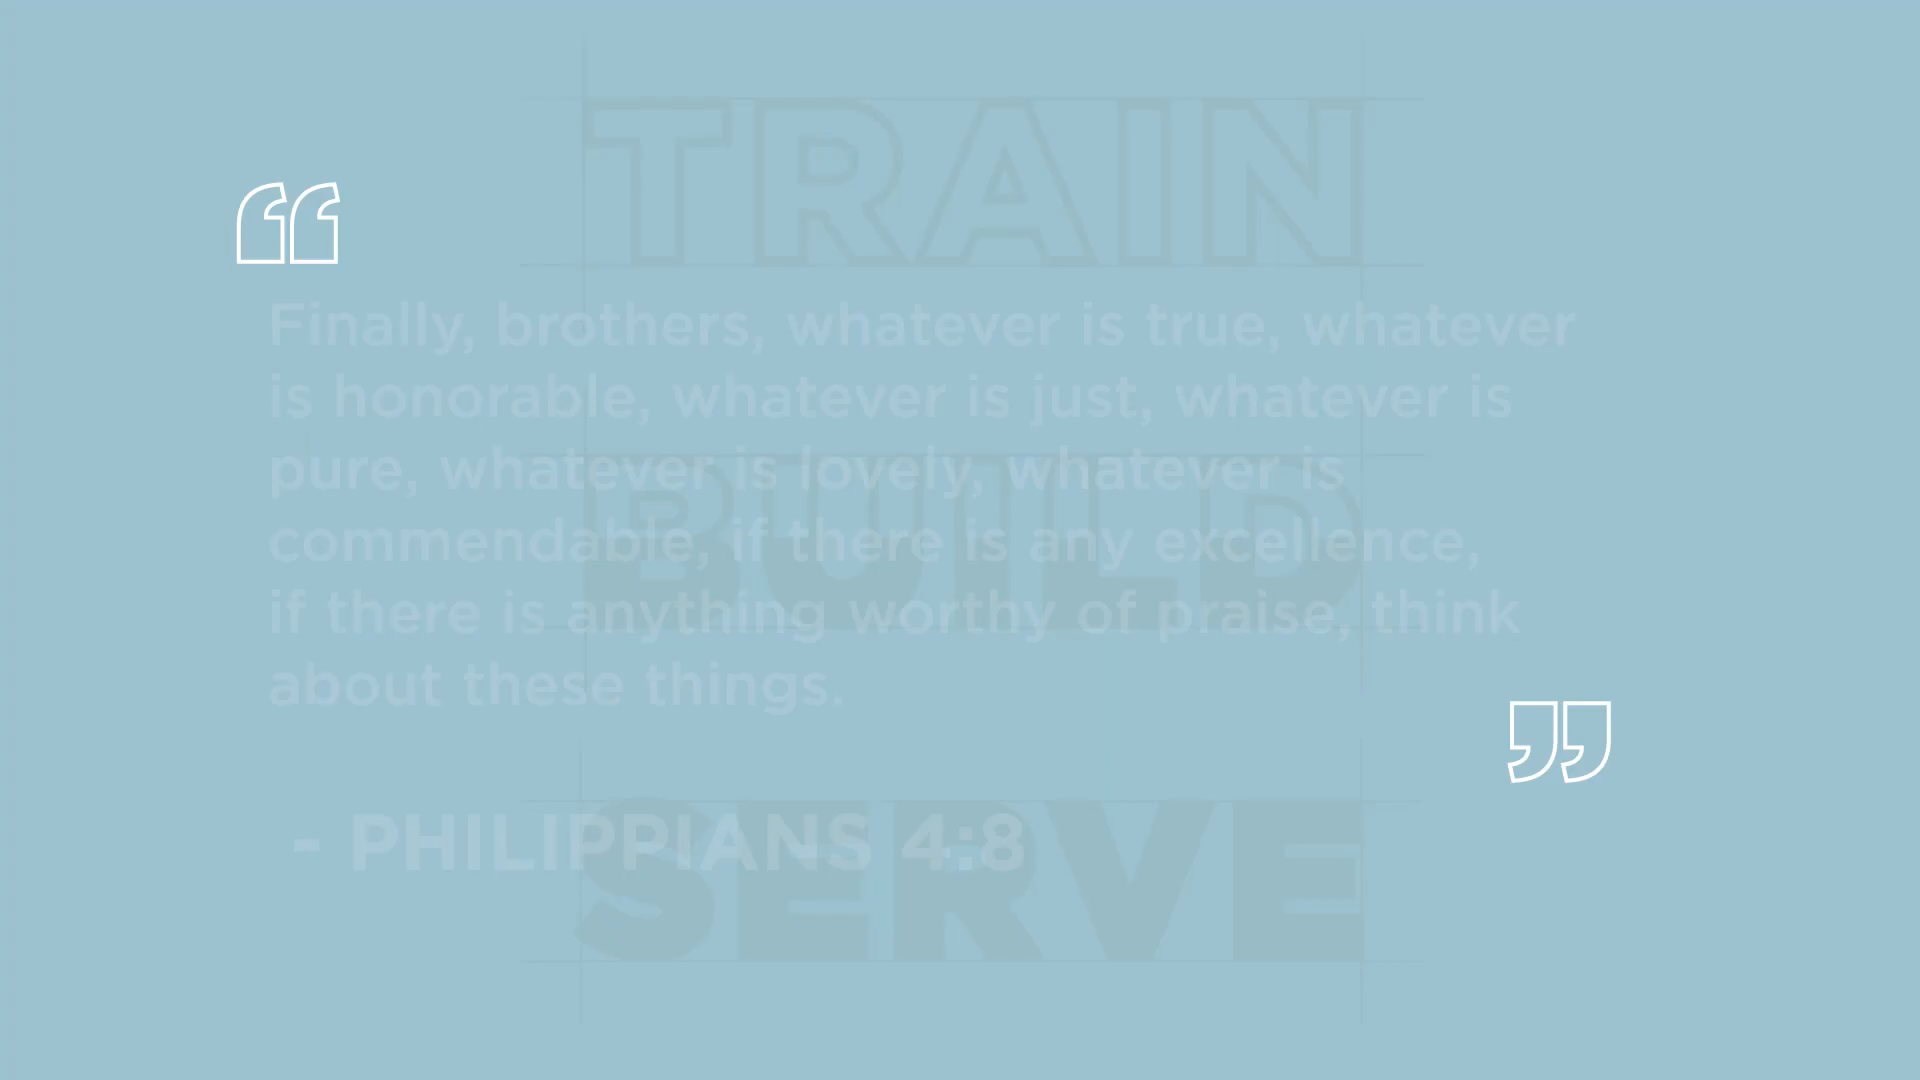 TRAIN
“
Finally, brothers, whatever is true, whatever
is honorable, whatever is just, whatever is
pure, whatever is lovely, whatever is
commendable, if there is any excellence,
if there is anything worthy of praise, think
about these things.
”
- PHILIPPIANS 4:8
BUILD
SERVE